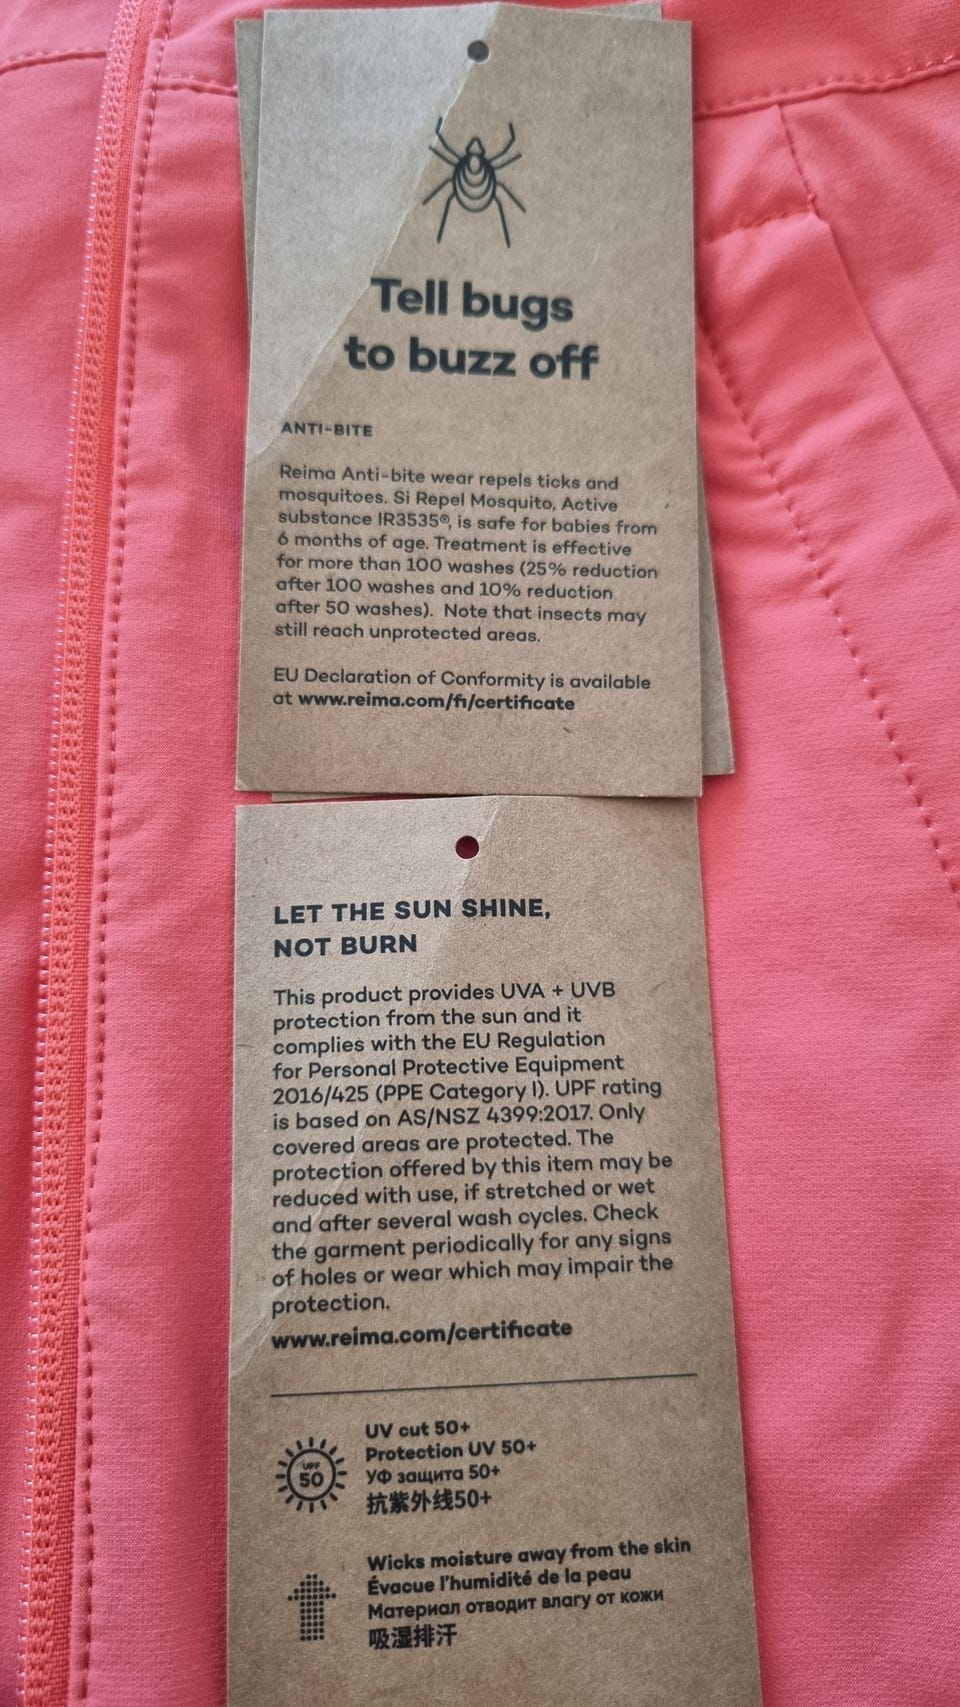 Tell bugs
to buzz off
ANTI-BITE
Reima Anti-bite wear repels ticks and
mosquitoes. Si Repel Mosquito, Active
substance IR3535®, is safe for babies from
6 months of age. Treatment is effective
for more than 100 washes (25% reduction
after 100 washes and 10% reduction
after 50 washes).  Note that insects may
still reach unprotected areas.
EU Declaration of Conformity is available
at www.reima.com/fi/certificate
LET THE SUN SHINE,
NOT BURN
This product provides UVA + UVB
protection from the sun and it
complies with the EU Regulation
for Personal Protective Equipment
2016/425 (PPE Category I). UPF rating
is based on AS/NSZ 4399:2017. Only
covered areas are protected. The
protection offered by this item may be
reduced with use, if stretched or wet
and after several wash cycles. Check
the garment periodically for any signs
of holes or wear which may impair the
protection.
www.reima.com/certificate
UPF
50
UV cut 50+
Protection UV 50+
УФ защита 50+
抗紫外线50+
Wicks moisture away from the skin
Évacue l'humidité de la peau
Материал отводит влагу от кожи
吸湿排汗